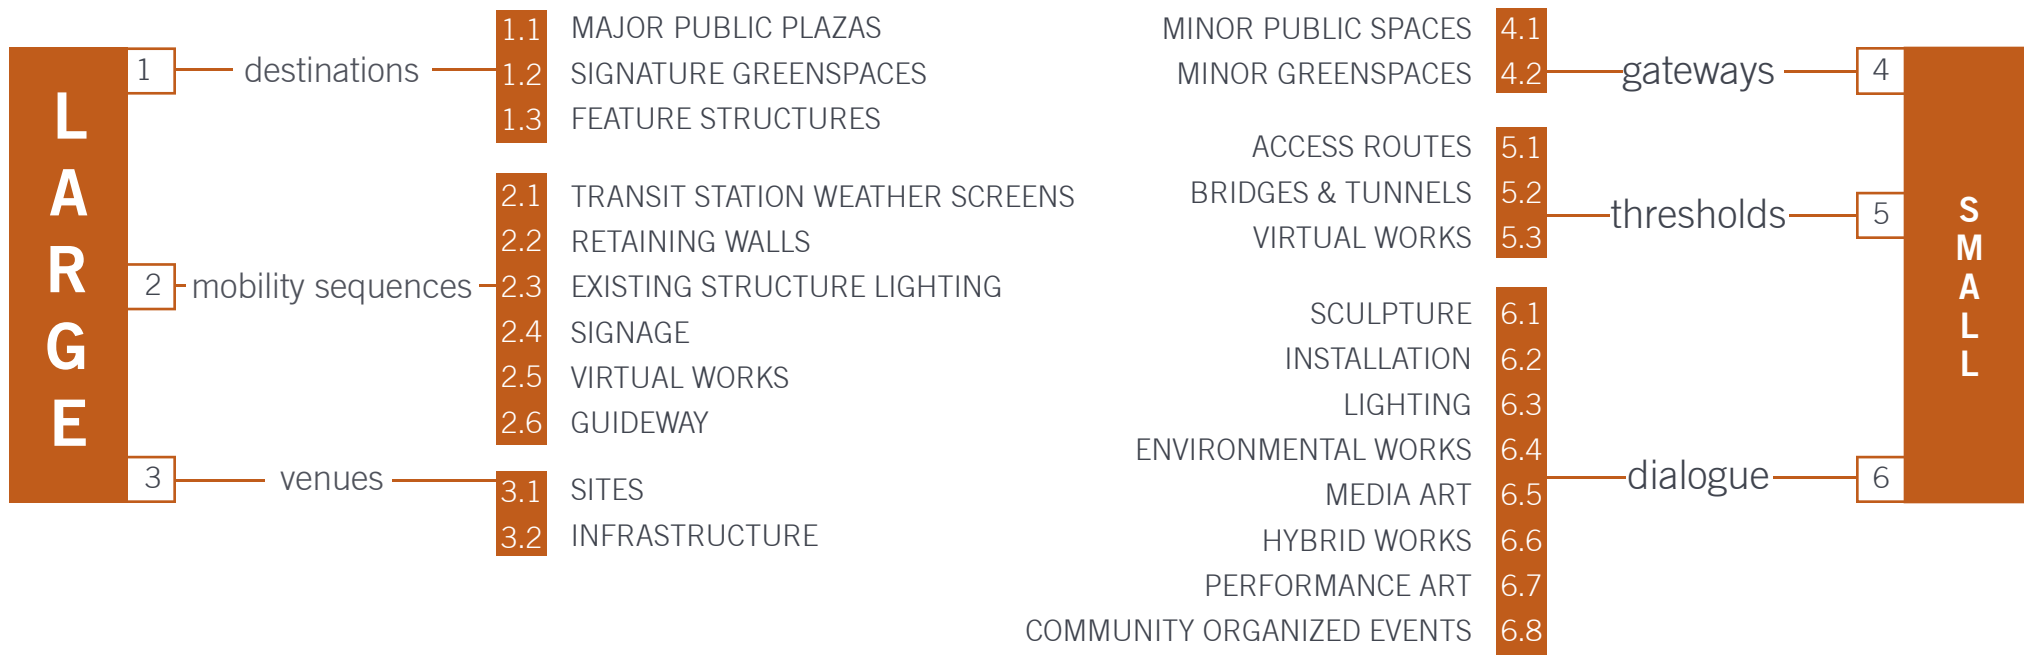 LARGE
1 destinations
1.1 MAJOR PUBLIC PLAZAS
1.2 SIGNATURE GREENSPACES
1.3 FEATURE STRUCTURES
2 mobility sequences
2.1 TRANSIT STATION WEATHER SCREENS
2.2 RETAINING WALLS
2.3 EXISTING STRUCTURE LIGHTING
2.4 SIGNAGE
2.5 VIRTUAL WORKS
2.6 GUIDEWAY
3 venues
3.1 SITES
3.2 INFRASTRUCTURE
SMALL
gateways 4
MINOR PUBLIC SPACES 4.1
MINOR GREENSPACES 4.2
thresholds 5
ACCESS ROUTES 5.1
BRIDGES & TUNNELS 5.2
VIRTUAL WORKS 5.3
dialogue 6
SCULPTURE 6.1
INSTALLATION 6.2
LIGHTING 6.3
ENVIRONMENTAL WORKS 6.4
MEDIA ART 6.5
HYBRID WORKS 6.6
PERFORMANCE ART 6.7
COMMUNITY ORGANIZED EVENTS 6.8